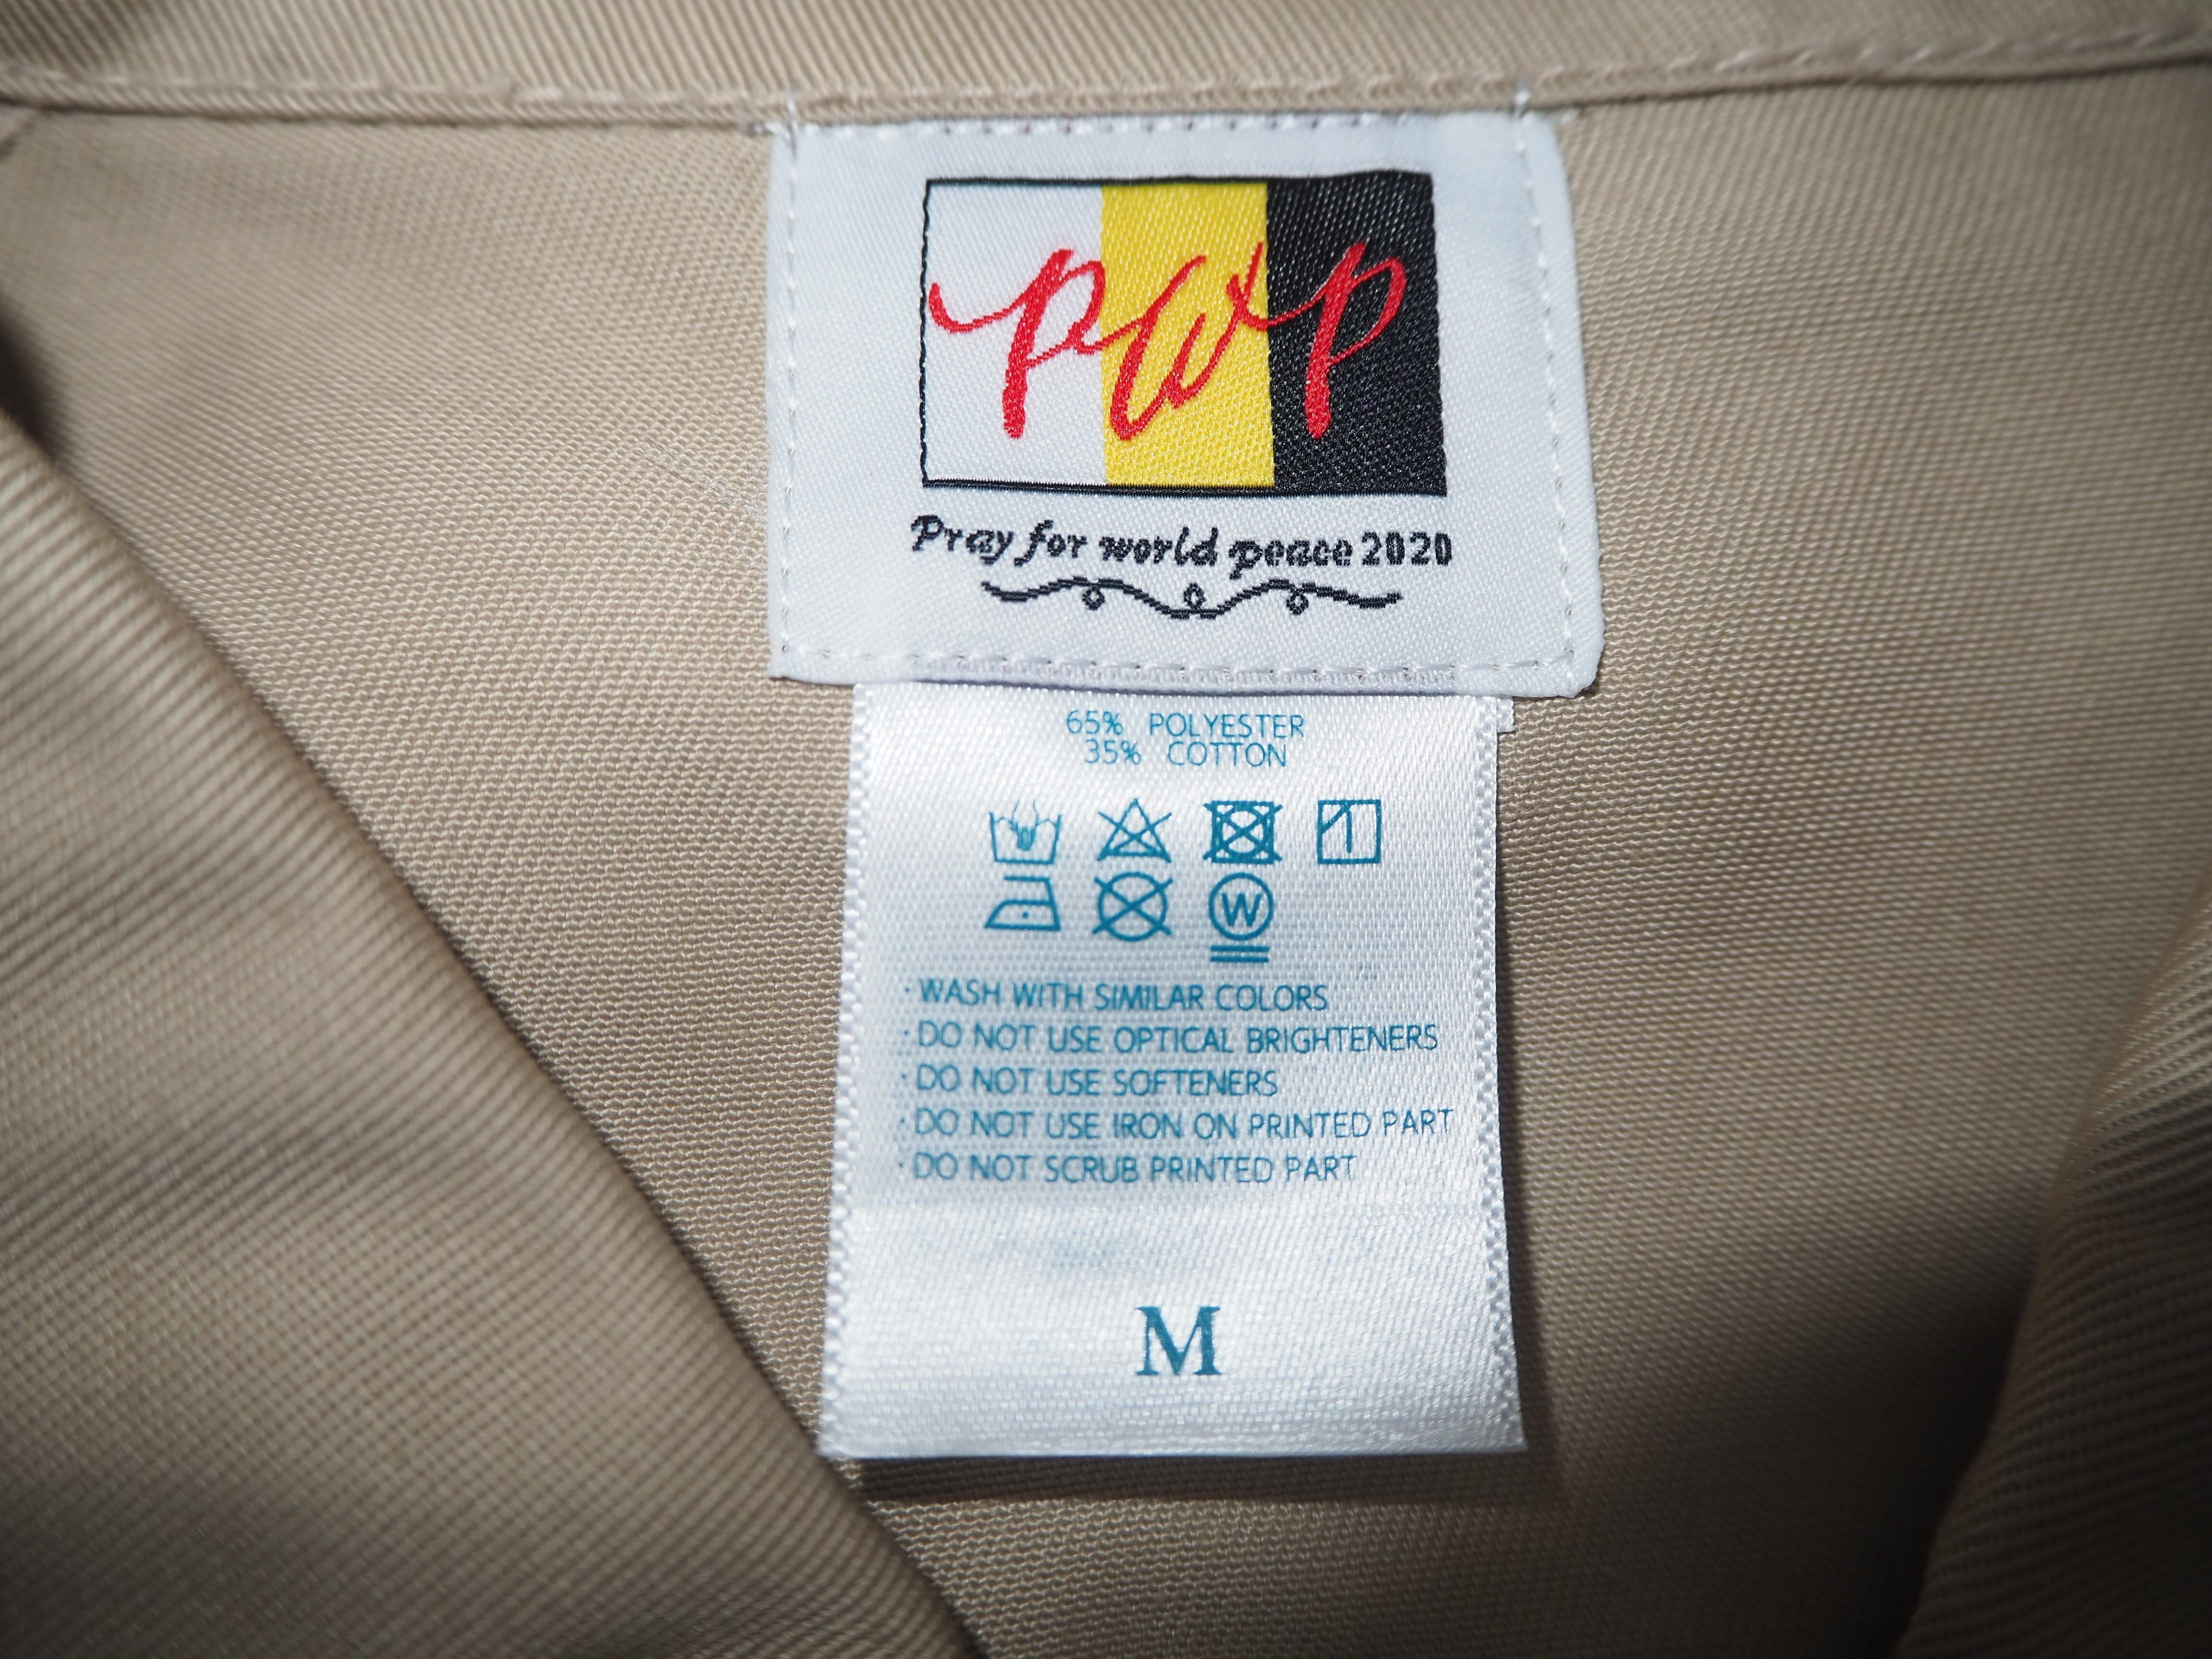 PWP
Pray for world peace 2020
65% POLYESTER
35% COTTON
W
· WASH WITH SIMILAR COLORS
· DO NOT USE OPTICAL BRIGHTENERS
· DO NOT USE SOFTENERS
· DO NOT USE IRON ON PRINTED PART
· DO NOT SCRUB PRINTED PART
M